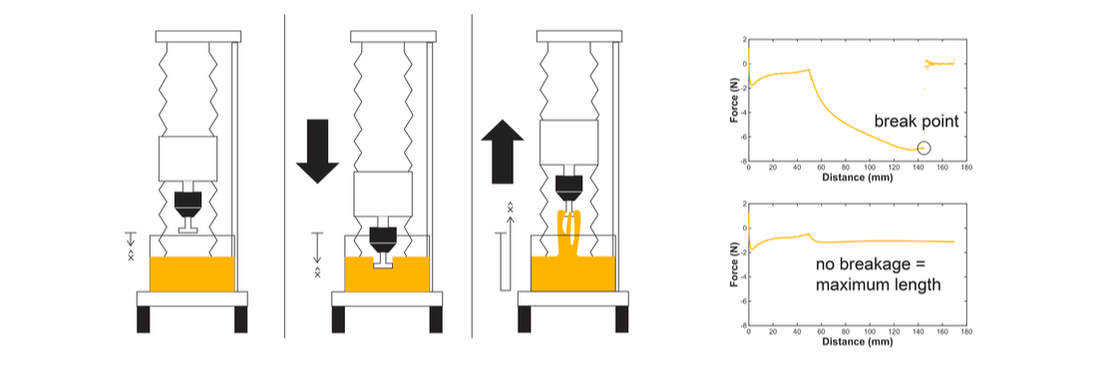 x̂
x̂
x̂
2
0
-2
-4
-6
-8
Force (N)
break point
0 20 40 60 80 100 120 140 160 180
Distance (mm)
2
0
-2
-4
-6
-8
Force (N)
no breakage =
maximum length
0 20 40 60 80 100 120 140 160 180
Distance (mm)